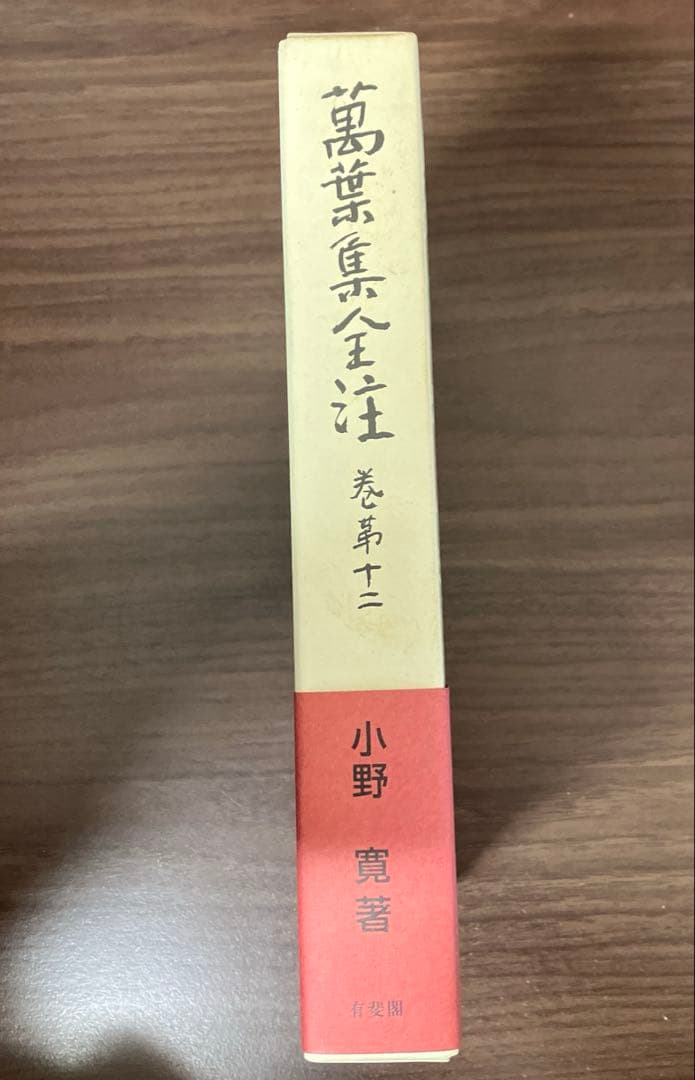 萬葉集全注
巻第十二
小野 寛著
有斐閣